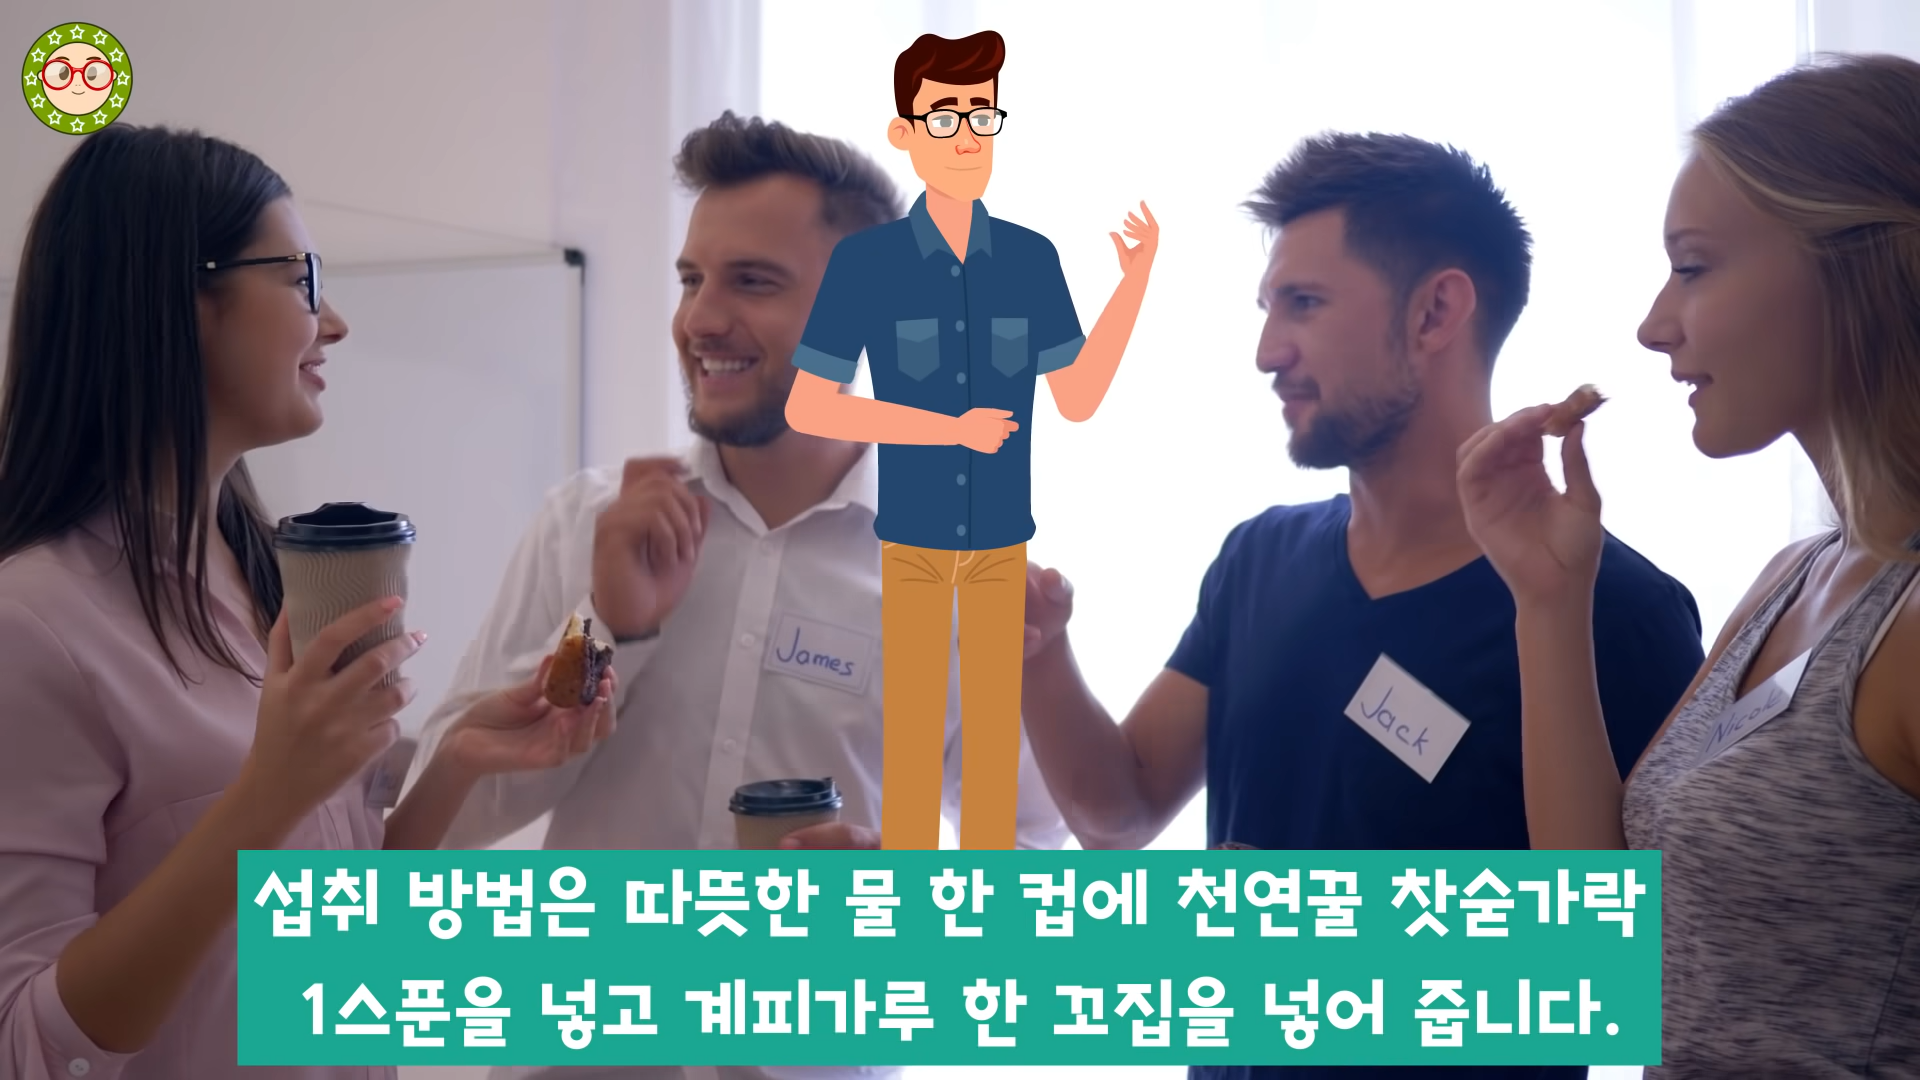 James
Jack
Nicole
섭취 방법은 따뜻한 물 한 컵에 천연꿀 찻숟가락
1스푼을 넣고 계피가루 한 꼬집을 넣어 줍니다.